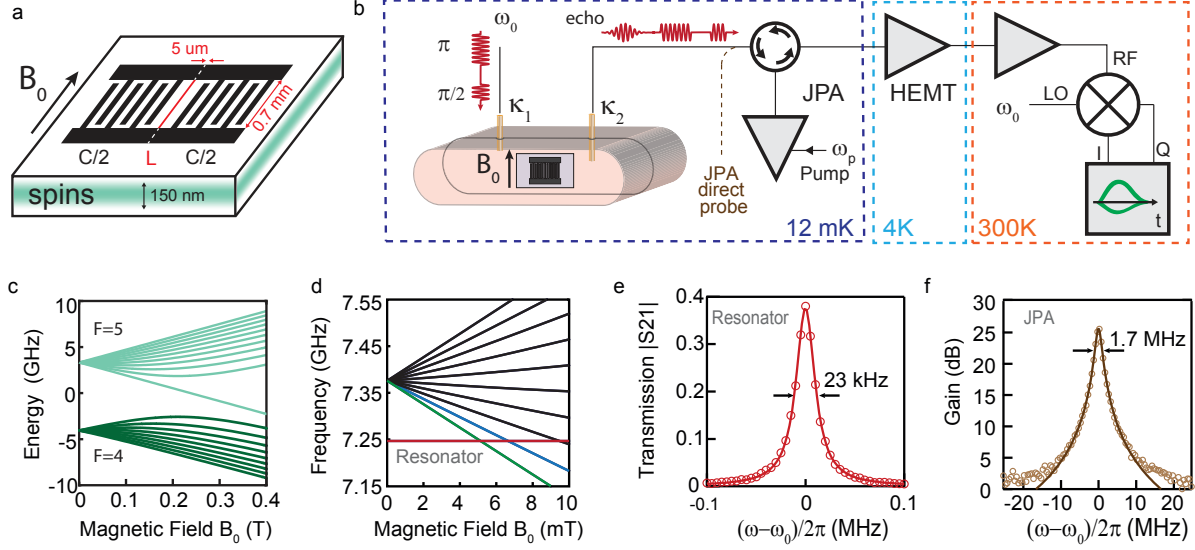 a
5 um
B₀
0.7 mm
C/2
L
C/2
spins
150 nm
b
ω₀
π
π/2
κ₁
echo
κ₂
B₀
JPA
direct
probe
JPA
ωₚ
Pump
12 mK
HEMT
4K
RF
LO
ω₀
I
Q
t
300K
c
Energy (GHz)
10
5
0
-5
-10
F=5
F=4
0
0.1
0.2
0.3
0.4
Magnetic Field B₀ (T)
d
Frequency (GHz)
7.55
7.45
7.35
7.25
7.15
Resonator
0
2
4
6
8
10
Magnetic Field B₀ (mT)
e
Transmission |S21|
0.4
0.3
0.2
0.1
0
Resonator
23 kHz
-0.1
0
0.1
(ω−ω₀)/2π (MHz)
f
Gain (dB)
30
25
20
15
10
5
0
JPA
1.7 MHz
-20
-10
0
10
20
(ω−ω₀)/2π (MHz)